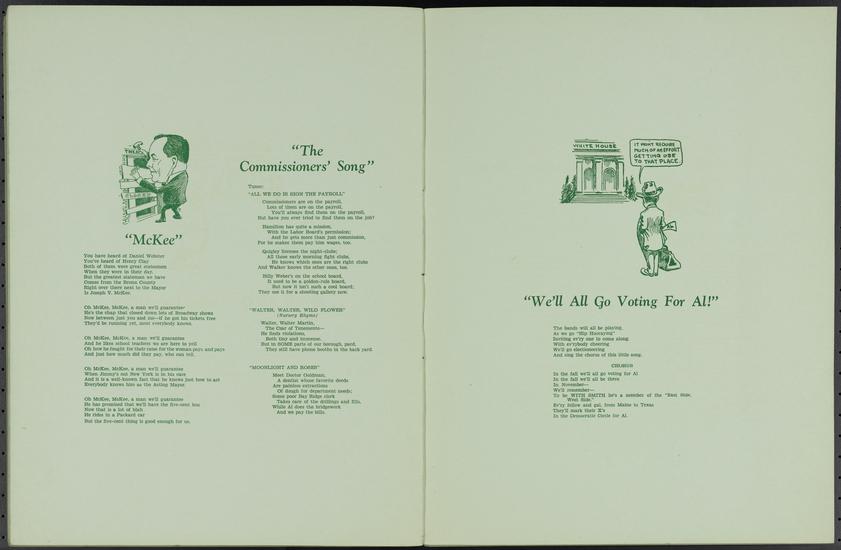 "McKee"
You have heard of Daniel Webster
You've heard of Henry Clay
Both of them were great statesmen
When they were in their day.
But the greatest statesman we have
Comes from the Bronx County
Right over there next to the Mayor
Is Joseph V. McKee.
Oh McKee, McKee, a man we'll guarantee
He's the chap that closed down lots of Broadway shows
Now between just you and me—if he got his tickets free
They'd be running yet, most everybody knows.
Oh McKee, McKee, a man we'll guarantee
And he likes school teachers we are here to yell
Oh how he fought for their raise for the woman pays and pays
And just how much did they pay, who can tell.
Oh McKee, McKee, a man we'll guarantee
When Jimmy's out New York is in his care
And it is a well-known fact that he knows just how to act
Everybody knows him as the Acting Mayor.
Oh McKee, McKee, a man we'll guarantee
He has promised that we'll have the five-cent fare
Now that is a lot of blah
He rides in a Packard car
But the five-cent thing is good enough for us.
"The
Commissioners' Song"
Tune:
"ALL WE DO IS SIGN THE PAYROLL"
Commissioners are on the payroll,
Lots of them are on the payroll,
You'll always find them on the payroll,
But have you ever tried to find them on the job?
Hamilton has quite a mission,
With the Labor Board's permission;
And he gets more than just commission,
For he makes them pay him wages, too.
Quigley licenses the night-clubs;
All those early morning fight clubs,
He knows which ones are the right clubs
And Walker knows the other ones, too.
Billy Weber's on the school board,
It used to be a golden-rule board,
But now it isn't such a cool board;
They use it for a shooting gallery now.
"WALTER, WALTER, WILD FLOWER"
(Nursery Rhyme)
Walter, Walter Martin,
The Czar of Tenements—
He finds violations,
Both tiny and immense.
But in SOME parts of our borough, pard,
They still have phone booths in the back yard.
"MOONLIGHT AND ROSES"
Meet Doctor Goldman,
A dentist whose favorite deeds
Are painless extractions
Of dough for department needs;
Some poor Bay Ridge clerk
Takes care of the drillings and fills,
While Al does the bridgework
And we pay the bills.
WHITE HOUSE
IT WONT REQUIRE
MUCH OF AN EFFORT
GETTING USE
TO THAT PLACE.
"We'll All Go Voting For Al!"
The bands will all be playing,
As we go "Hip Hooraying"
Inviting ev'ry one to come along
With ev'rybody cheering
We'll go electioneering
And sing the chorus of this little song.
CHORUS
In the fall we'll all go voting for Al
In the fall we'll all be there
In November—
We'll remember—
To be WITH SMITH he's a member of the "East Side,
West Side,"
Ev'ry fellow and gal, from Maine to Texas
They'll mark their X's
In the Democratic Circle for Al.